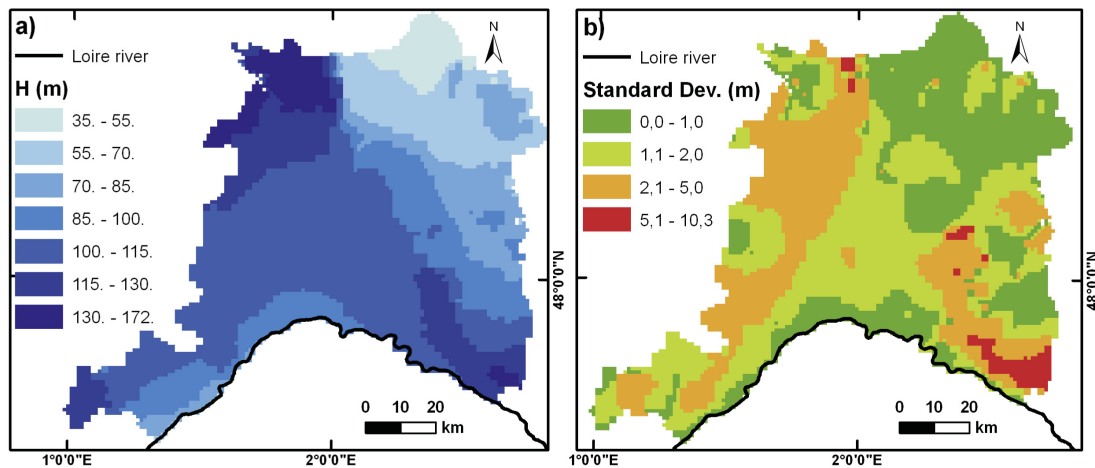 a)
N
Loire river
H (m)
35. - 55.
55. - 70.
70. - 85.
85. - 100.
100. - 115.
115. - 130.
130. - 172.
0 10 20
km
48°0'0"N
1°0'0"E
2°0'0"E
b)
N
Loire river
Standard Dev. (m)
0,0 - 1,0
1,1 - 2,0
2,1 - 5,0
5,1 - 10,3
0 10 20
km
48°0'0"N
1°0'0"E
2°0'0"E